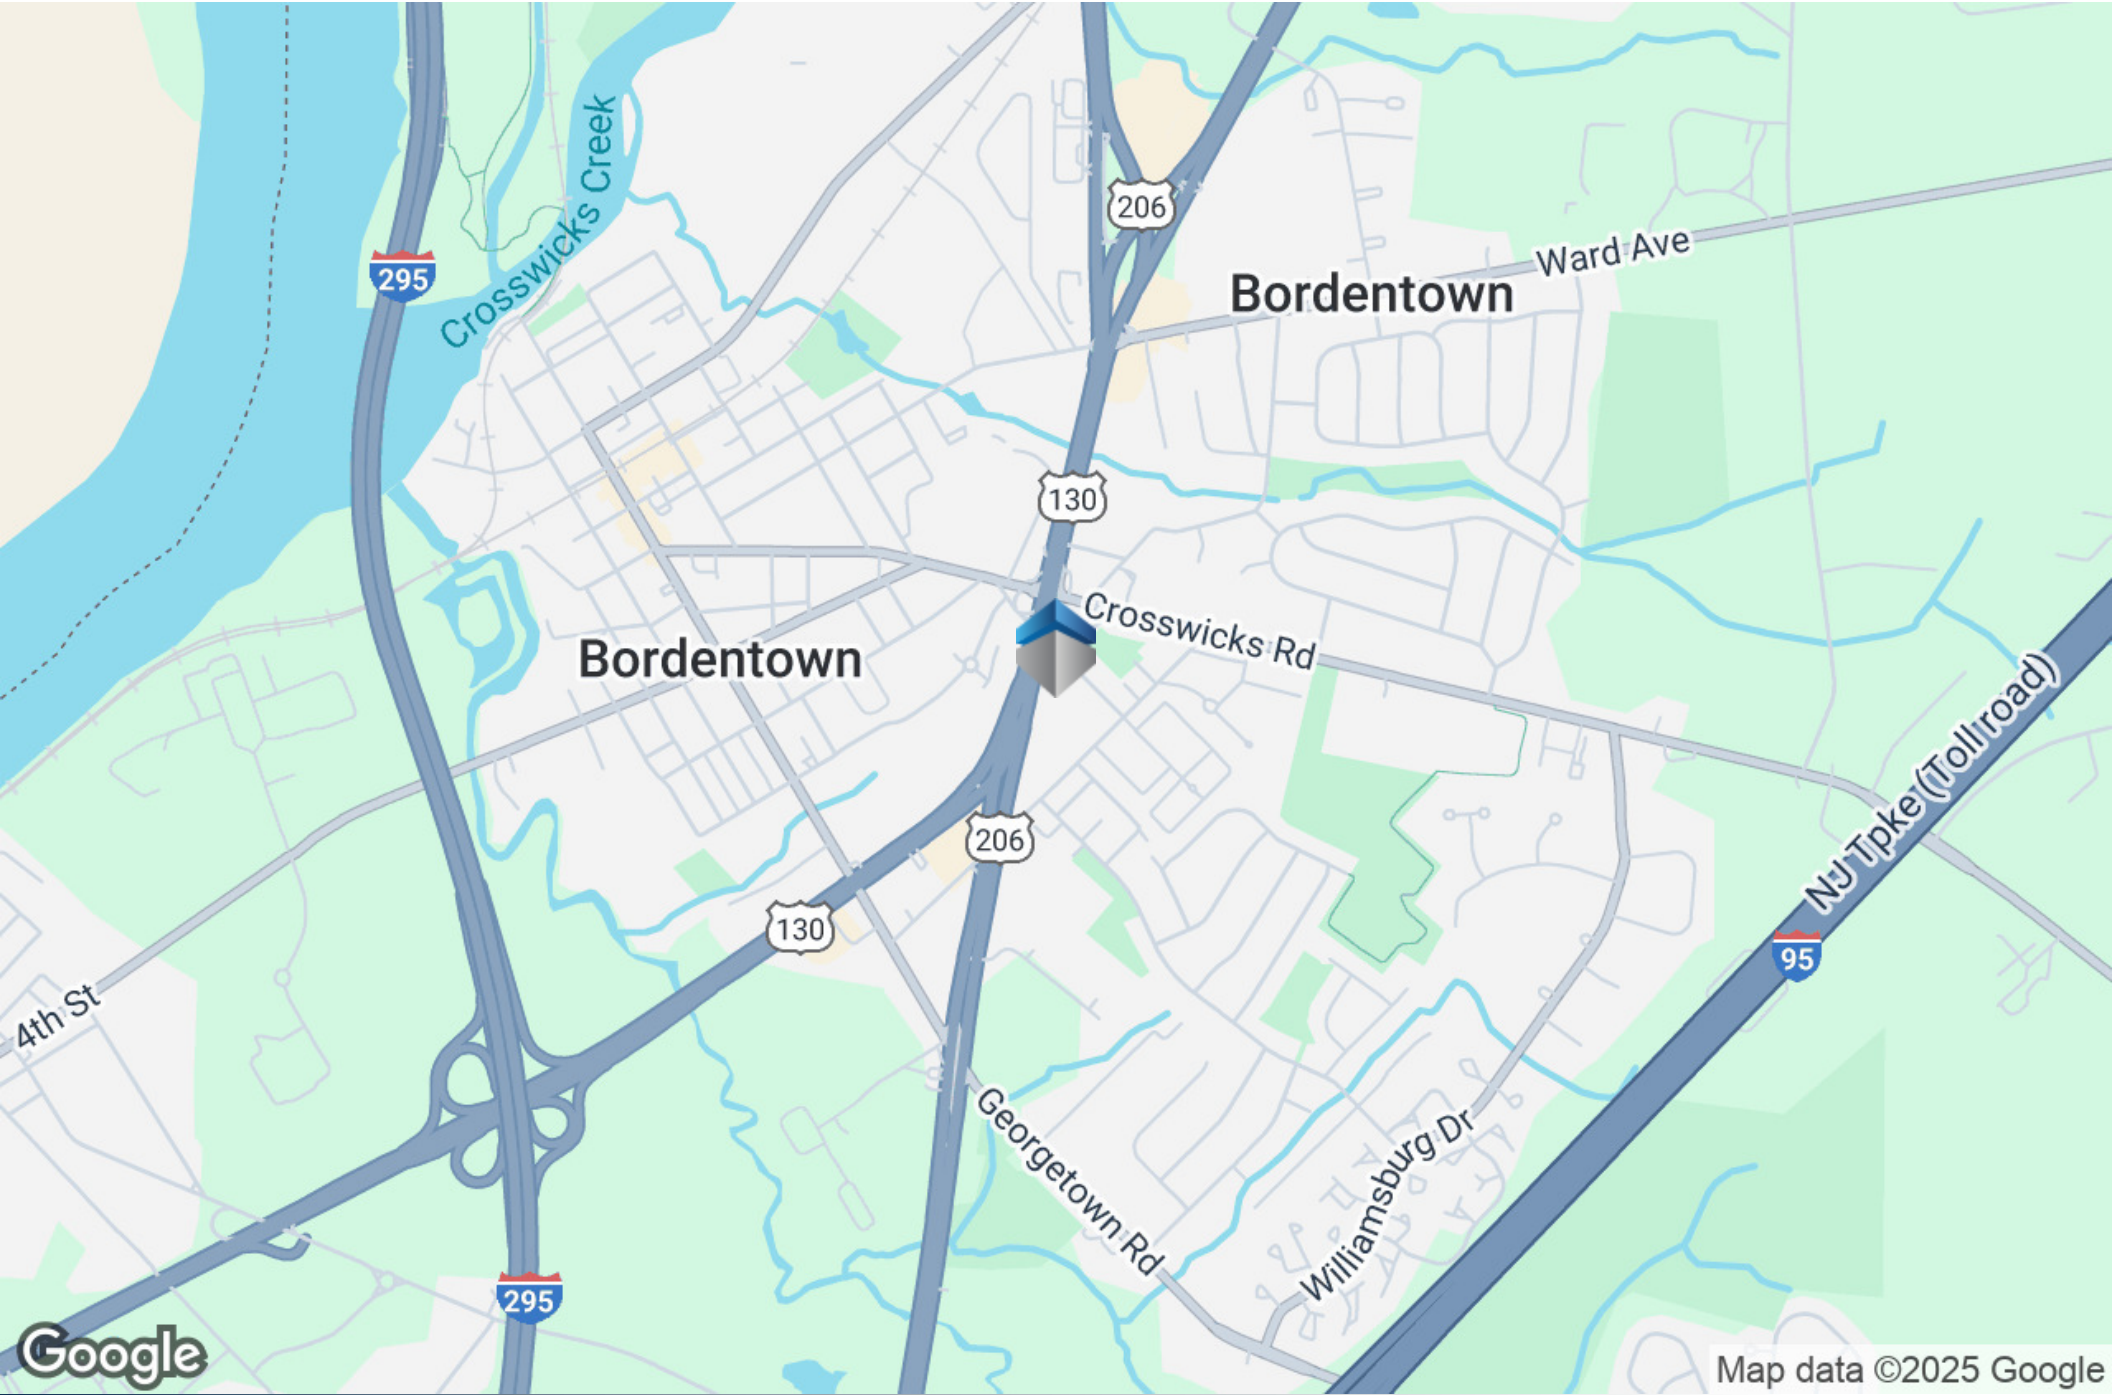 Crosswicks Creek
206
295
Ward Ave
Bordentown
130
Crosswicks Rd
Bordentown
NJ Tpke (Toll road)
206
130
95
4th St
Georgetown Rd
Williamsburg Dr
295
Google
Map data ©2025 Google